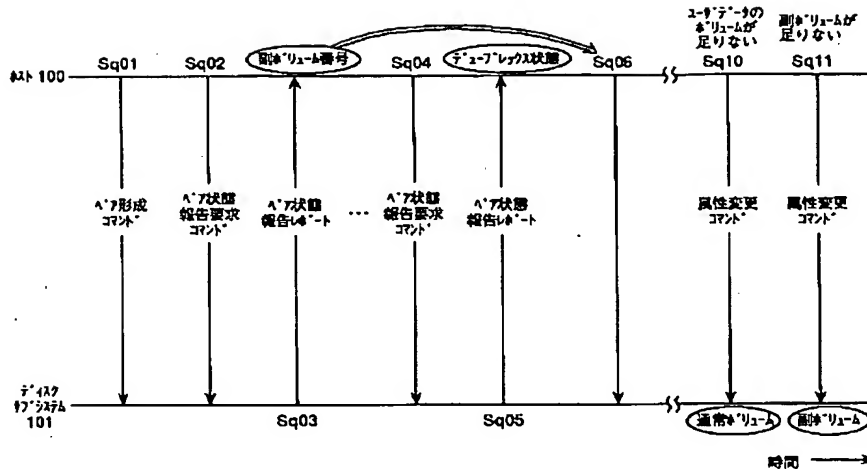 ユーザデータの
ボリュームが
足りない
副ボリュームが
足りない
ホスト 100
Sq01
Sq02
副ボリューム番号
Sq04
デュープレックス状態
Sq06
Sq10
Sq11
ペア形成
コマンド
ペア状態
報告要求
コマンド
ペア状態
報告レポート
…
ペア状態
報告要求
コマンド
ペア状態
報告レポート
属性変更
コマンド
属性変更
コマンド
ディスク
サブシステム
101
Sq03
Sq05
通常ボリューム
副ボリューム
時間